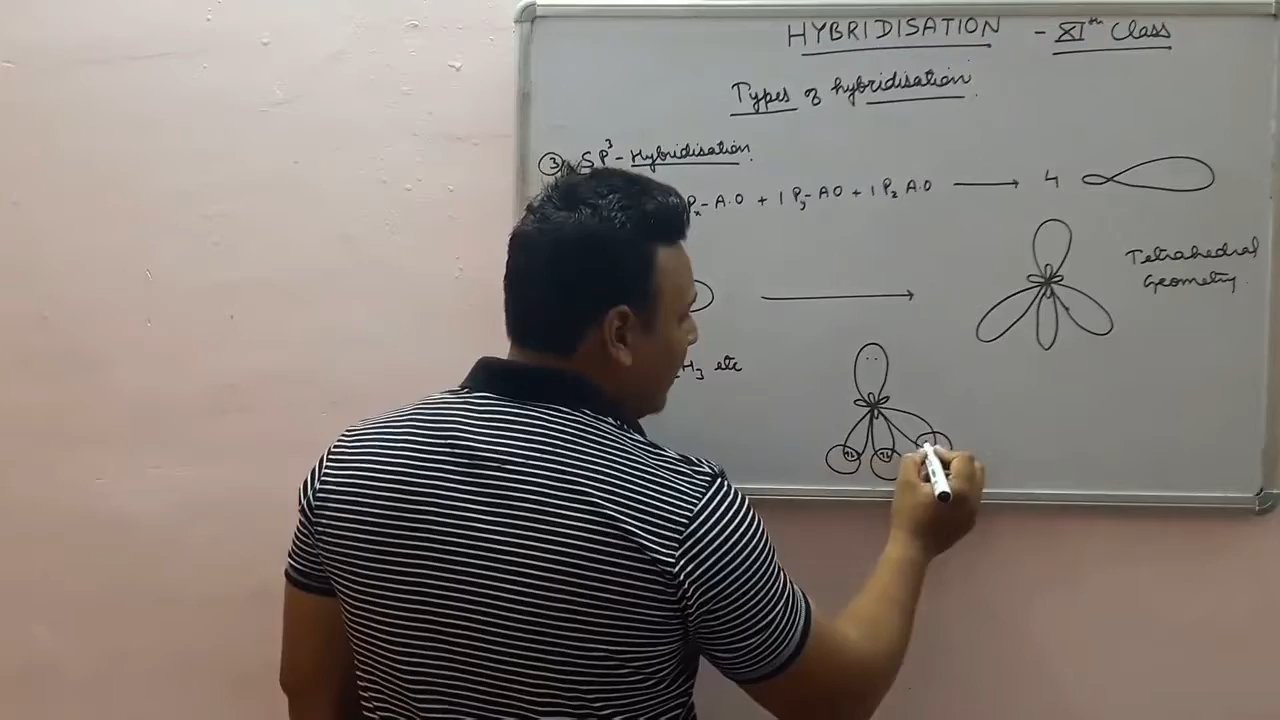 HYBRIDISATION - XIth Class
Types of hybridisation
③ SP³ - Hybridisation
Px - A.O + 1 Py - AO + 1 Pz A.O → 4
Tetrahedral
Geometry
H3 etc